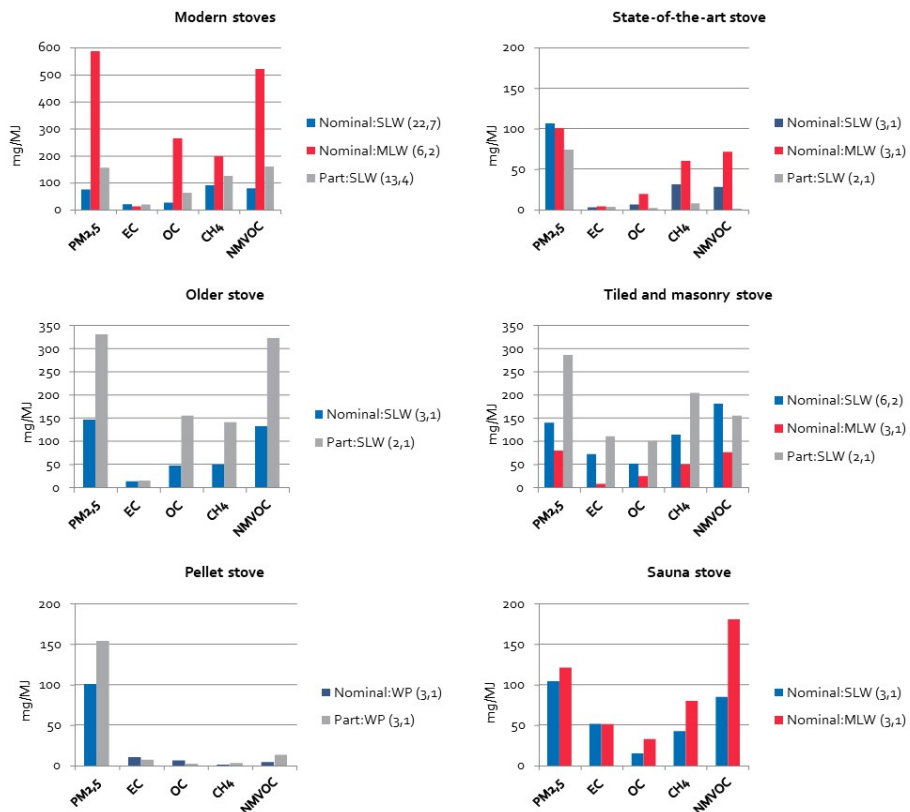 Modern stoves
600
500
400
300
200
100
0
mg/MJ
PM2,5
EC
OC
CH4
NMVOC
Nominal:SLW (22,7)
Nominal:MLW (6,2)
Part:SLW (13,4)
State-of-the-art stove
200
150
100
50
0
mg/MJ
PM2,5
EC
OC
CH4
NMVOC
Nominal:SLW (3,1)
Nominal:MLW (3,1)
Part:SLW (2,1)
Older stove
350
300
250
200
150
100
50
0
mg/MJ
PM2,5
EC
OC
CH4
NMVOC
Nominal:SLW (3,1)
Part:SLW (2,1)
Tiled and masonry stove
350
300
250
200
150
100
50
0
mg/MJ
PM2,5
EC
OC
CH4
NMVOC
Nominal:SLW (6,2)
Nominal:MLW (3,1)
Part:SLW (2,1)
Pellet stove
200
150
100
50
0
mg/MJ
PM2,5
EC
OC
CH4
NMVOC
Nominal:WP (3,1)
Part:WP (3,1)
Sauna stove
200
150
100
50
0
mg/MJ
PM2,5
EC
OC
CH4
NMVOC
Nominal:SLW (3,1)
Nominal:MLW (3,1)